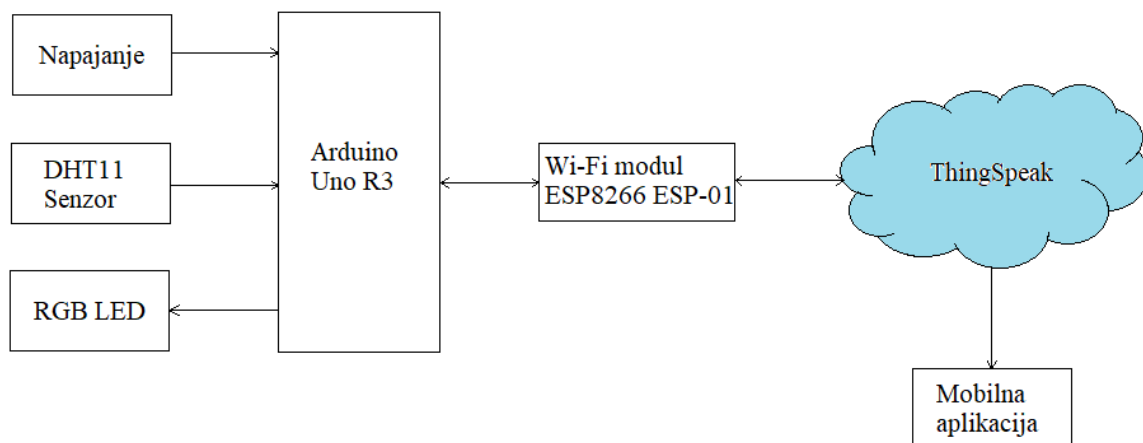 Napajanje
DHT11
Senzor
RGB LED
Arduino
Uno R3
Wi-Fi modul
ESP8266 ESP-01
ThingSpeak
Mobilna
aplikacija